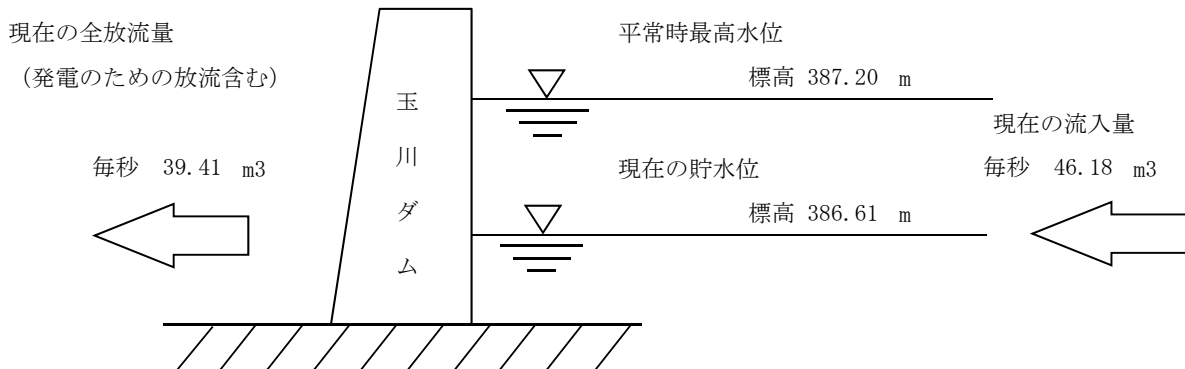 現在の全放流量
（発電のための放流含む）
毎秒 39.41 m3
玉川ダム
平常時最高水位
標高 387.20 m
現在の貯水位
標高 386.61 m
現在の流入量
毎秒 46.18 m3